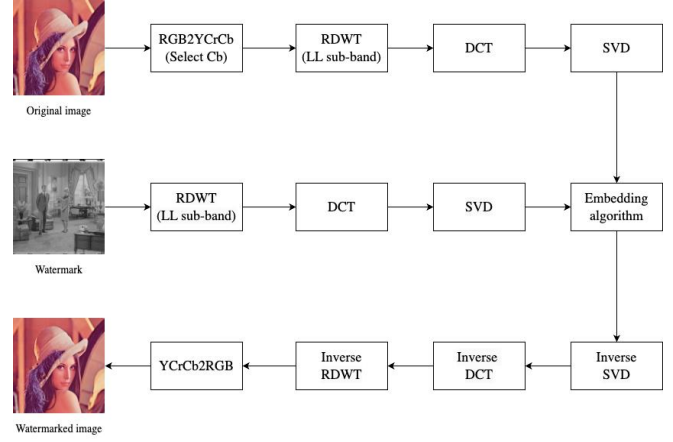 RGB2YCrCb
(Select Cb)
RDWT
(LL sub-band)
DCT
SVD
Original image
RDWT
(LL sub-band)
DCT
SVD
Embedding
algorithm
Watermark
YCrCb2RGB
Inverse
RDWT
Inverse
DCT
Inverse
SVD
Watermarked image